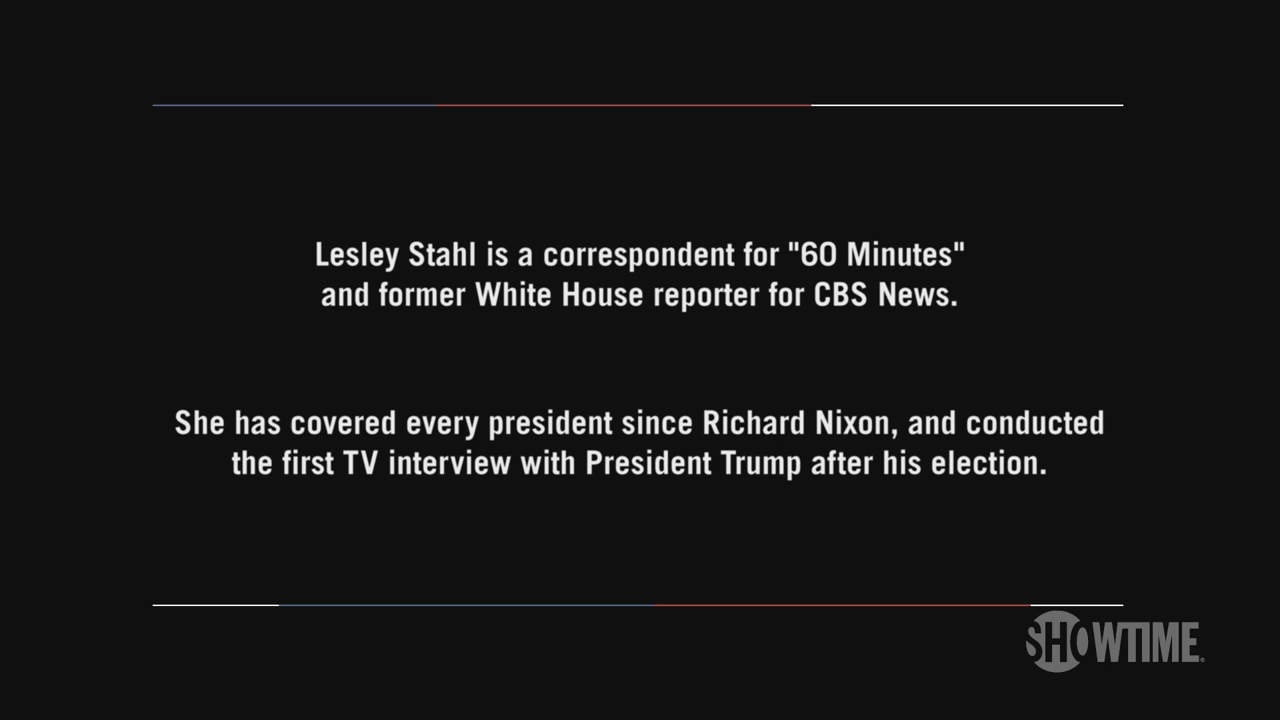 Lesley Stahl is a correspondent for "60 Minutes"
and former White House reporter for CBS News.
She has covered every president since Richard Nixon, and conducted
the first TV interview with President Trump after his election.
SHOWTIME®